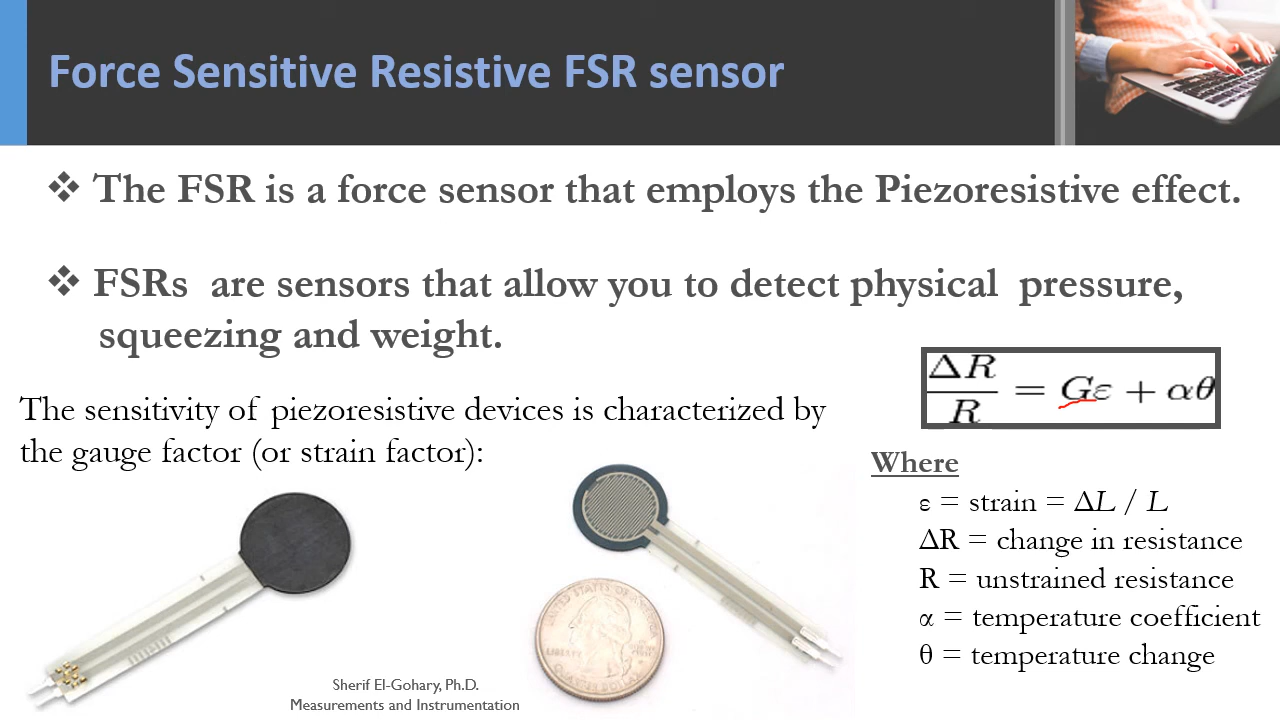 Force Sensitive Resistive FSR sensor
❖ The FSR is a force sensor that employs the Piezoresistive effect.
❖ FSRs are sensors that allow you to detect physical pressure,
squeezing and weight.
The sensitivity of piezoresistive devices is characterized by
the gauge factor (or strain factor):
ΔR / R = Gε + αθ
Where
ε = strain = ΔL / L
ΔR = change in resistance
R = unstrained resistance
α = temperature coefficient
θ = temperature change
LIBERTY
Sherif El-Gohary, Ph.D.
Measurements and Instrumentation